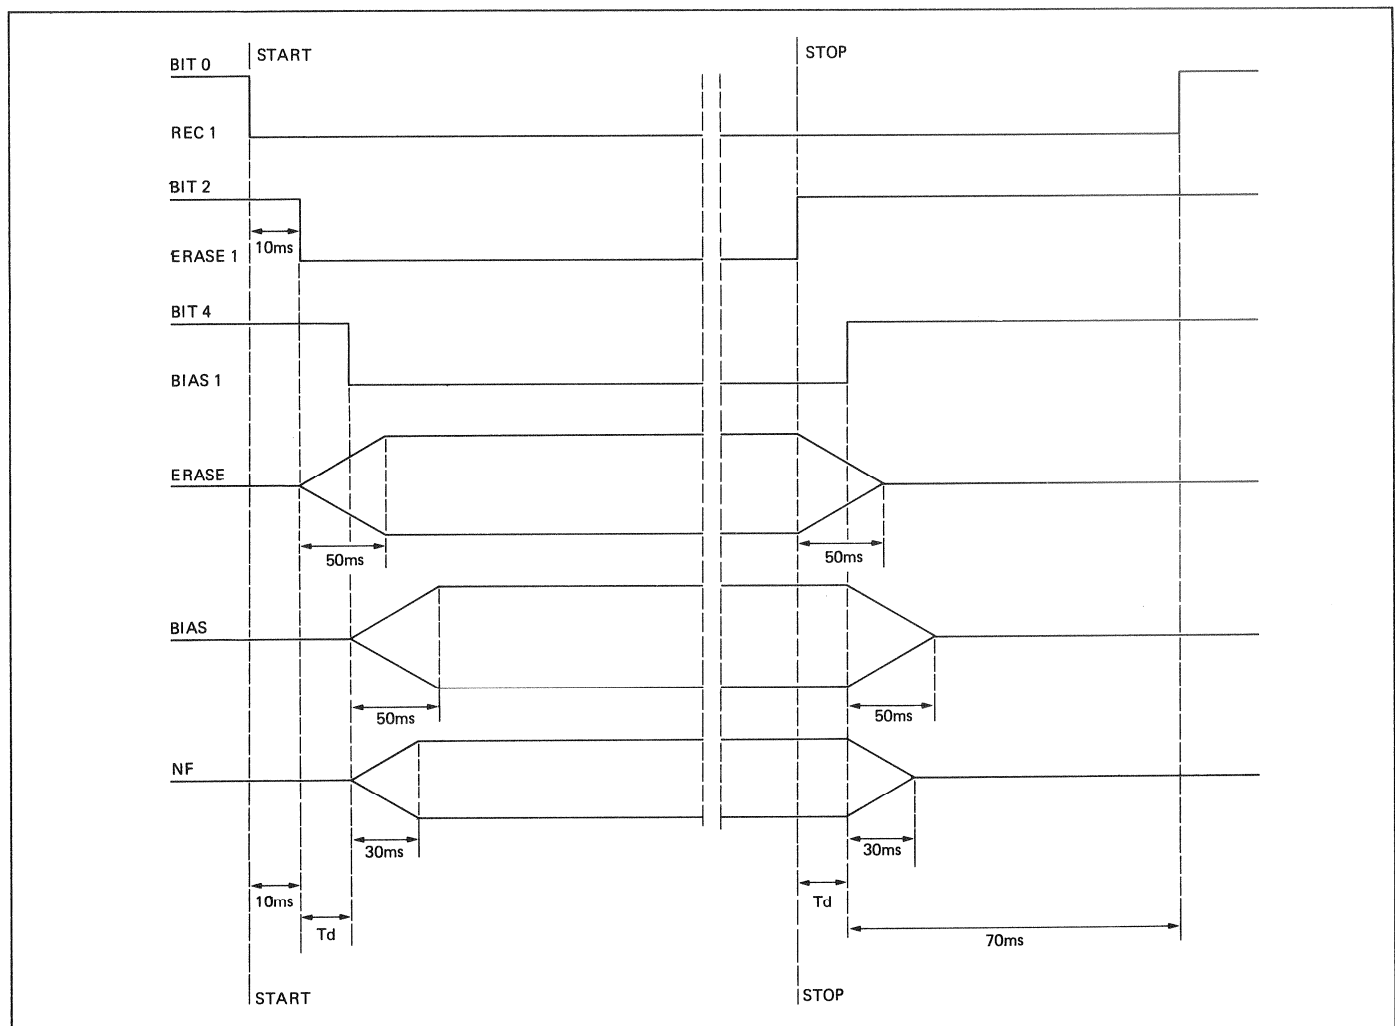 START
STOP
BIT 0
REC 1
BIT 2
10ms
ERASE 1
BIT 4
BIAS 1
ERASE
50ms
50ms
BIAS
50ms
50ms
NF
30ms
30ms
10ms
Td
Td
70ms
START
STOP